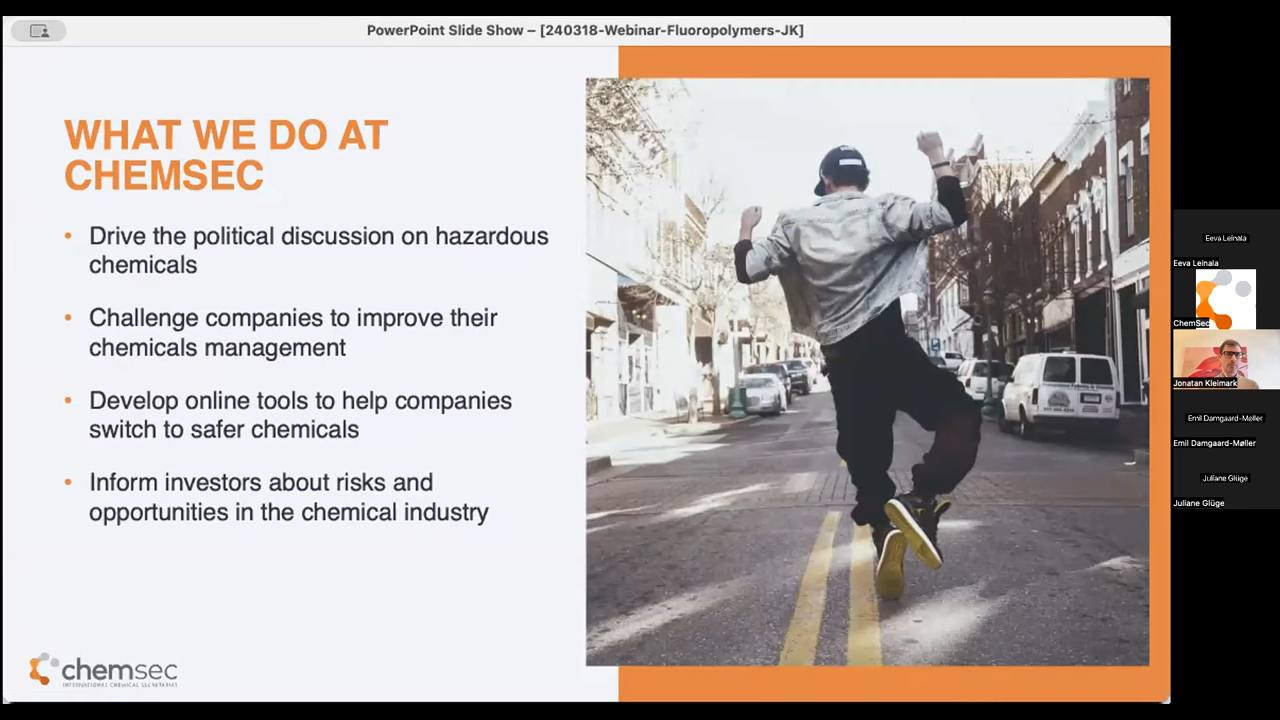 PowerPoint Slide Show – [240318-Webinar-Fluoropolymers-JK]
WHAT WE DO AT
CHEMSEC
• Drive the political discussion on hazardous
chemicals
• Challenge companies to improve their
chemicals management
• Develop online tools to help companies
switch to safer chemicals
• Inform investors about risks and
opportunities in the chemical industry
chemsec
INTERNATIONAL CHEMICAL SECRETARIAT
Eeva Leinala
Eeva Leinala
ChemSec
Jonatan Kleimark
Emil Damgaard-Møller
Emil Damgaard-Møller
Juliane Glüge
Juliane Glüge